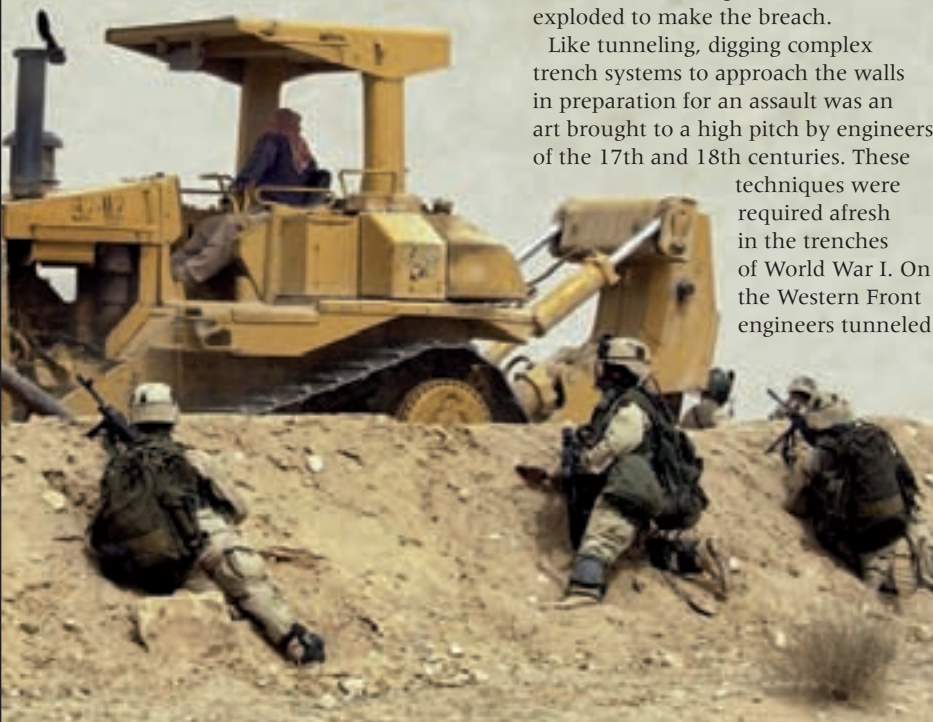 exploded to make the breach.
Like tunneling, digging complex
trench systems to approach the walls
in preparation for an assault was an
art brought to a high pitch by engineers
of the 17th and 18th centuries. These
techniques were
required afresh
in the trenches
of World War I. On
the Western Front
engineers tunneled